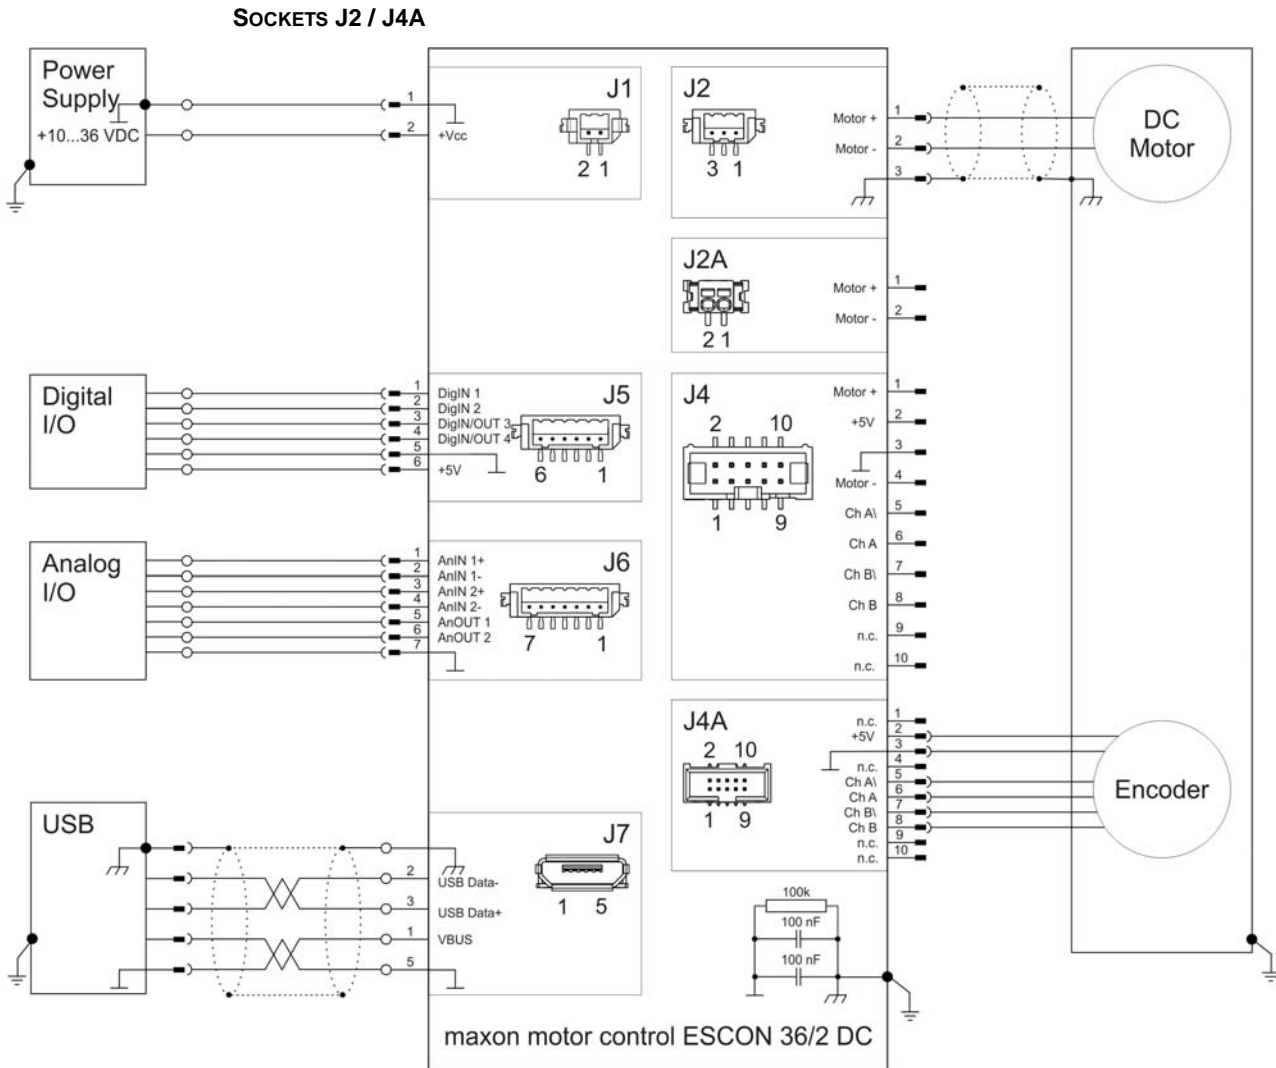 SOCKETS J2 / J4A
Power
Supply
+10...36 VDC
1
2
+Vcc
J1
2 1
J2
3 1
Motor +
Motor -
1
2
3
DC
Motor
J2A
2 1
Motor +
Motor -
1
2
Digital
I/O
1
2
3
4
5
6
DigIN 1
DigIN 2
DigIN/OUT 3
DigIN/OUT 4
+5V
J5
6 1
J4
2 10
1 9
Motor +
+5V
Motor -
Ch A\
Ch A
Ch B\
Ch B
n.c.
n.c.
1
2
3
4
5
6
7
8
9
10
Analog
I/O
1
2
3
4
5
6
7
AnIN 1+
AnIN 1-
AnIN 2+
AnIN 2-
AnOUT 1
AnOUT 2
J6
7 1
J4A
2 10
1 9
n.c.
+5V
n.c.
Ch A\
Ch A
Ch B\
Ch B
n.c.
n.c.
1
2
3
4
5
6
7
8
9
10
Encoder
USB
2
3
1
5
USB Data-
USB Data+
VBUS
J7
1 5
100k
100 nF
100 nF
maxon motor control ESCON 36/2 DC